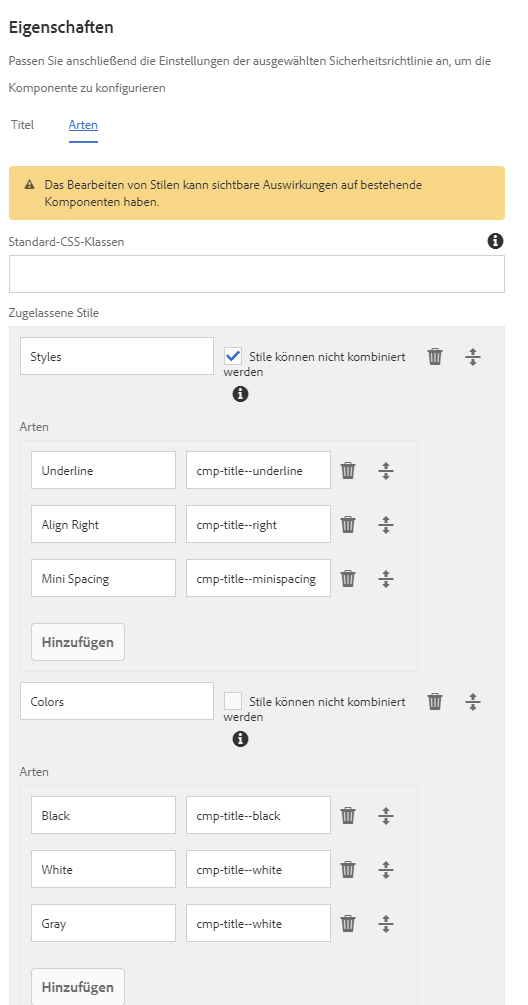 Eigenschaften
Passen Sie anschließend die Einstellungen der ausgewählten Sicherheitsrichtlinie an, um die
Komponente zu konfigurieren
Titel Arten
Das Bearbeiten von Stilen kann sichtbare Auswirkungen auf bestehende
Komponenten haben.
Standard-CSS-Klassen
Zugelassene Stile
Styles Stile können nicht kombiniert
werden
Arten
Underline cmp-title--underline
Align Right cmp-title--right
Mini Spacing cmp-title--minispacing
Hinzufügen
Colors Stile können nicht kombiniert
werden
Arten
Black cmp-title--black
White cmp-title--white
Gray cmp-title--white
Hinzufügen